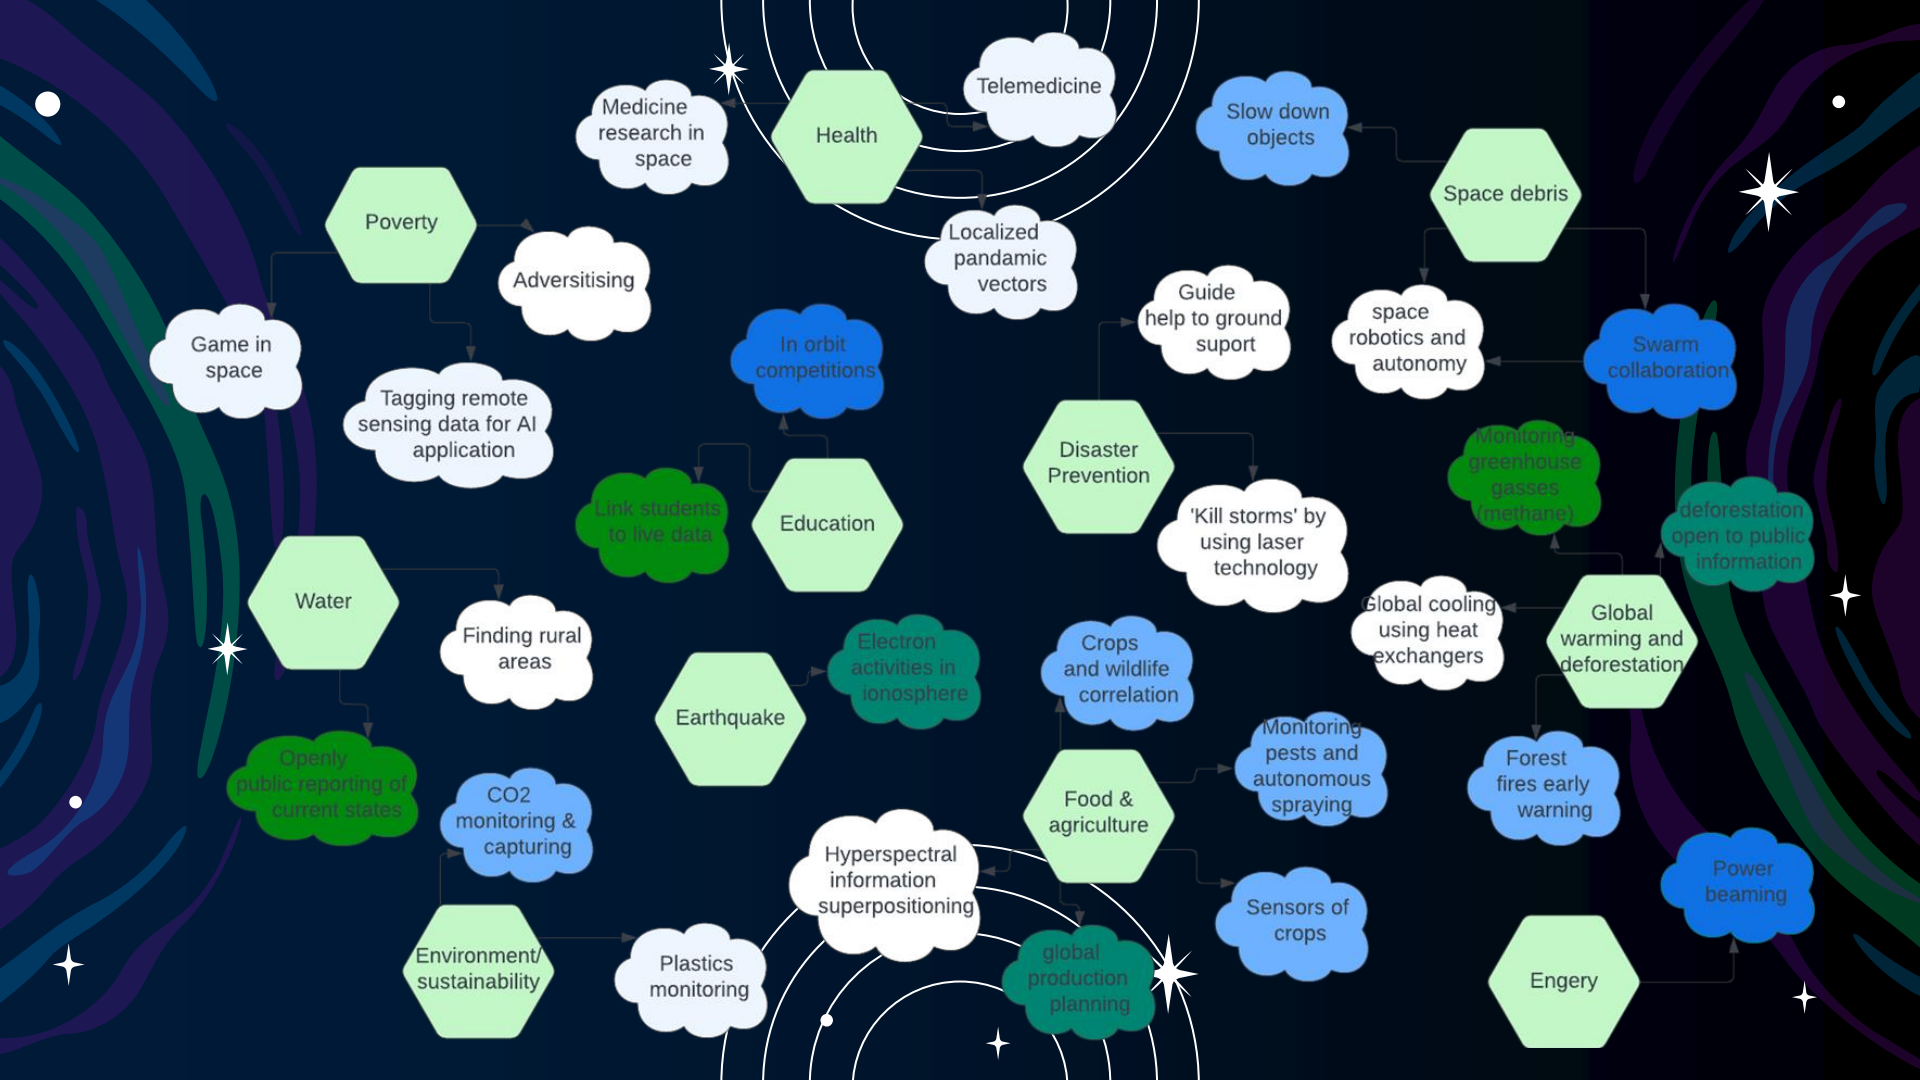 Telemedicine
Medicine
research in
space
Health
Slow down
objects
Space debris
Poverty
Adversitising
Localized
pandamic
vectors
Guide
help to ground
suport
space
robotics and
autonomy
Swarm
collaboration
Game in
space
In orbit
competitions
Tagging remote
sensing data for AI
application
Disaster
Prevention
Monitoring
greenhouse
gasses
(methane)
deforestation
open to public
information
Link students
to live data
Education
'Kill storms' by
using laser
technology
Water
Finding rural
areas
Global cooling
using heat
exchangers
Global
warming and
deforestation
Electron
activities in
ionosphere
Crops
and wildlife
correlation
Earthquake
Monitoring
pests and
autonomous
spraying
Openly
public reporting of
current states
Forest
fires early
warning
CO2
monitoring &
capturing
Food &
agriculture
Hyperspectral
information
superpositioning
Power
beaming
Sensors of
crops
Environment/
sustainability
Plastics
monitoring
global
production
planning
Engery